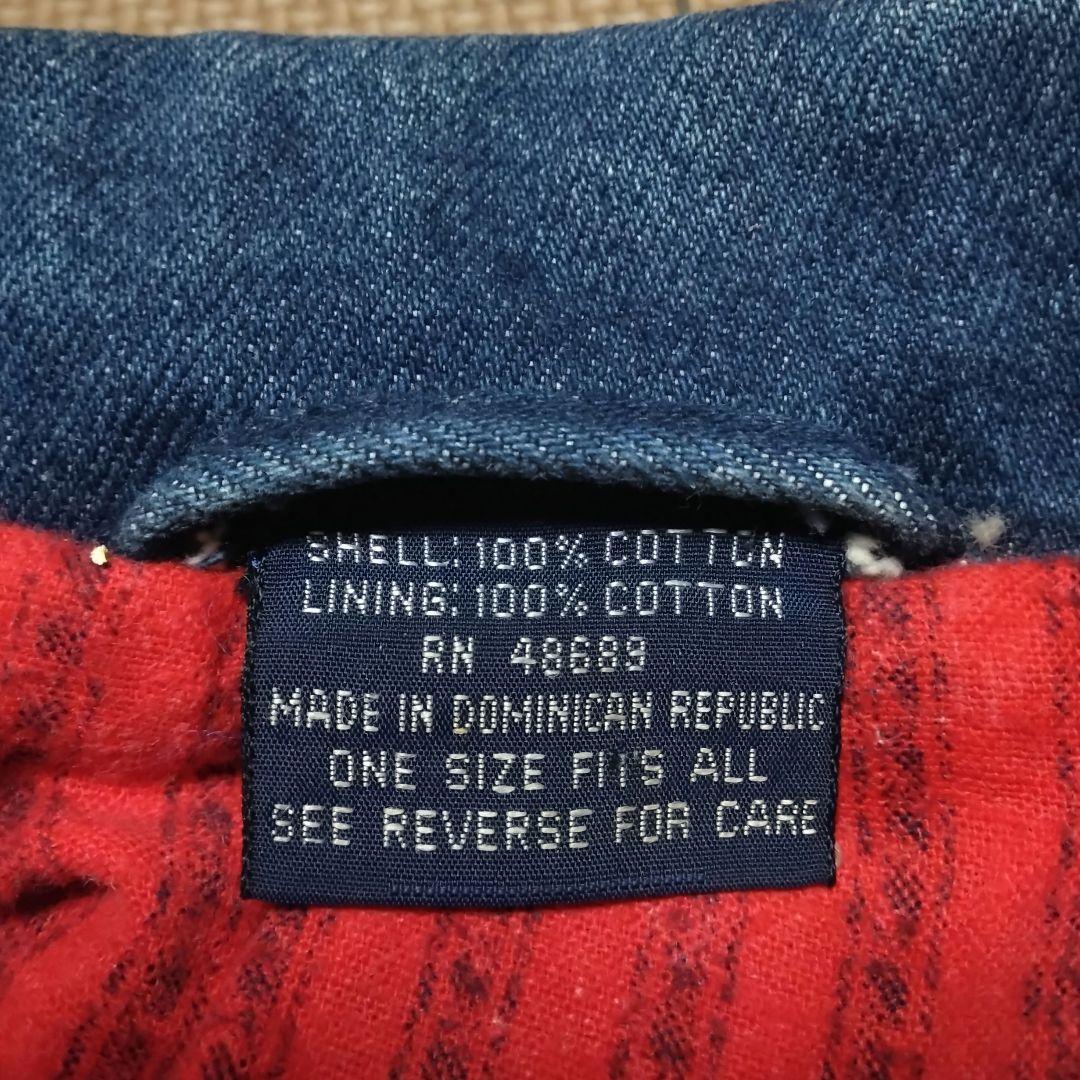 SHELL: 100% COTTON
LINING: 100% COTTON
RN 48689
MADE IN DOMINICAN REPUBLIC
ONE SIZE FITS ALL
SEE REVERSE FOR CARE